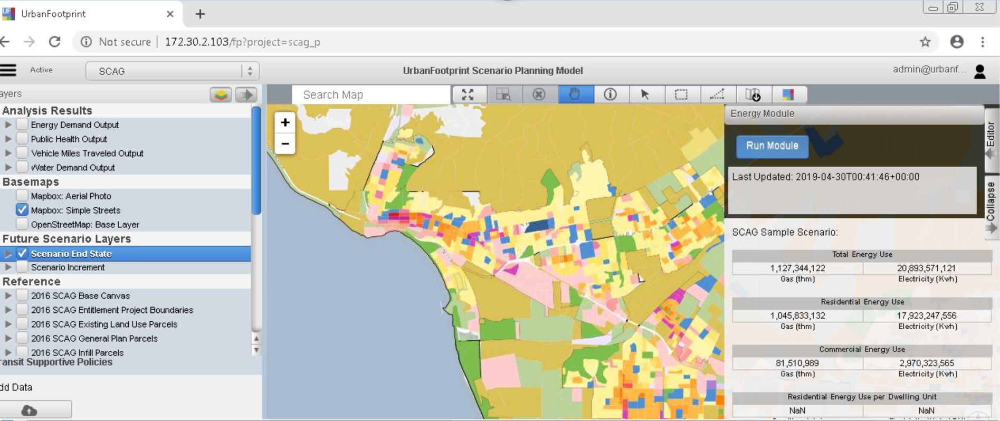 UF UrbanFootprint
Not secure | 172.30.2.103/fp?project=scag_p
Active SCAG UrbanFootprint Scenario Planning Model admin@urbanf...
ayers
Search Map
Analysis Results
Energy Demand Output
Public Health Output
Vehicle Miles Traveled Output
Water Demand Output
Basemaps
Mapbox: Aerial Photo
Mapbox: Simple Streets
OpenStreetMap: Base Layer
Future Scenario Layers
Scenario End State
Scenario Increment
Reference
2016 SCAG Base Canvas
2016 SCAG Entitlement Project Boundaries
2016 SCAG Existing Land Use Parcels
2016 SCAG General Plan Parcels
2016 SCAG Infill Parcels
ransit Supportive Policies
dd Data
Energy Module
Run Module
Last Updated: 2019-04-30T00:41:46+00:00
Editor
Collapse
SCAG Sample Scenario:
Total Energy Use
1,127,344,122 20,893,571,121
Gas (thm) Electricity (Kwh)
Residential Energy Use
1,045,833,132 17,923,247,556
Gas (thm) Electricity (Kwh)
Commercial Energy Use
81,510,989 2,970,323,565
Gas (thm) Electricity (Kwh)
Residential Energy Use per Dwelling Unit
NaN NaN